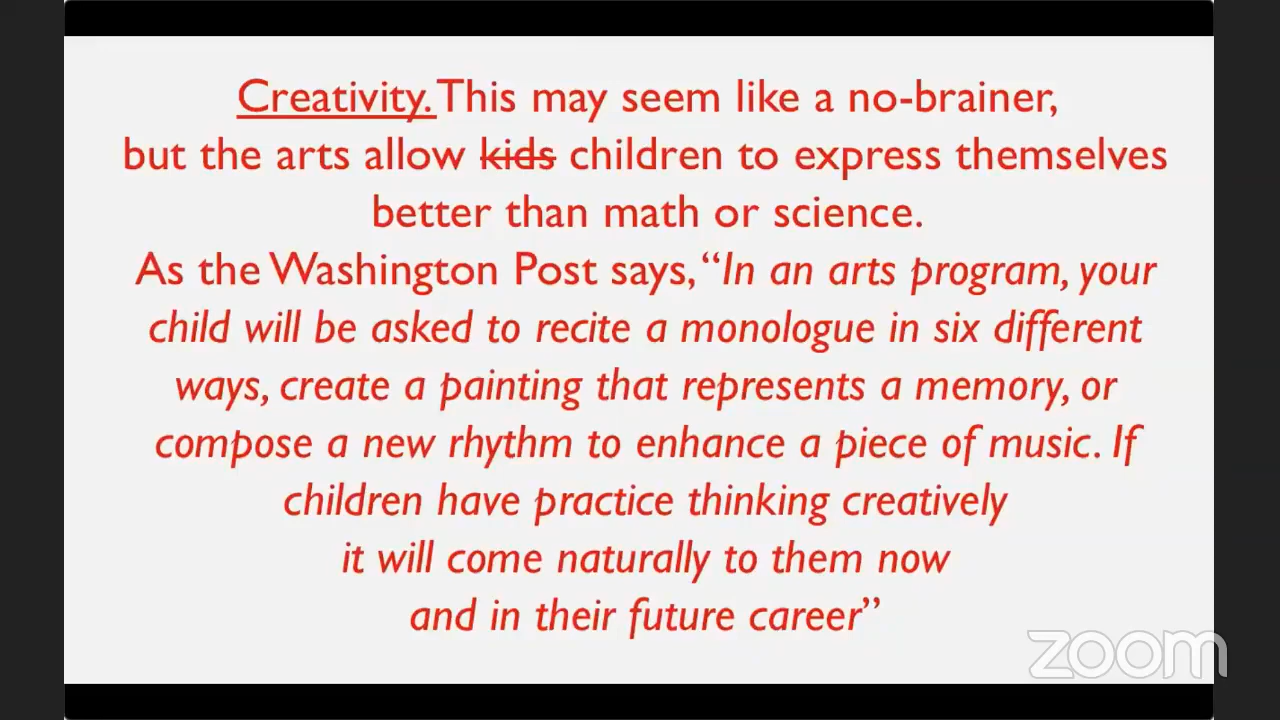 Creativity. This may seem like a no-brainer,
but the arts allow kids children to express themselves
better than math or science.
As the Washington Post says, “In an arts program, your
child will be asked to recite a monologue in six different
ways, create a painting that represents a memory, or
compose a new rhythm to enhance a piece of music. If
children have practice thinking creatively
it will come naturally to them now
and in their future career”
zoom